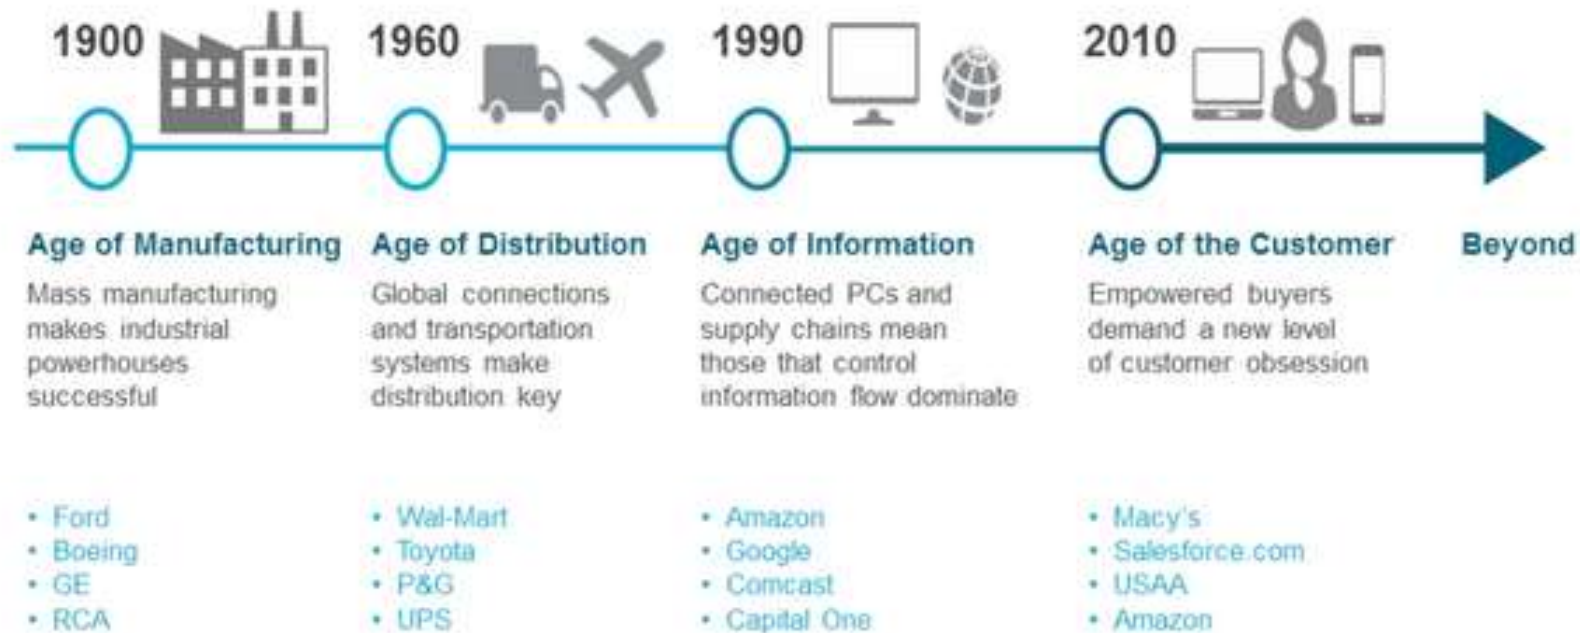 1900
1960
1990
2010
Age of Manufacturing
Mass manufacturing
makes industrial
powerhouses
successful
• Ford
• Boeing
• GE
• RCA
Age of Distribution
Global connections
and transportation
systems make
distribution key
• Wal-Mart
• Toyota
• P&G
• UPS
Age of Information
Connected PCs and
supply chains mean
those that control
information flow dominate
• Amazon
• Google
• Comcast
• Capital One
Age of the Customer
Empowered buyers
demand a new level
of customer obsession
• Macy's
• Salesforce.com
• USAA
• Amazon
Beyond